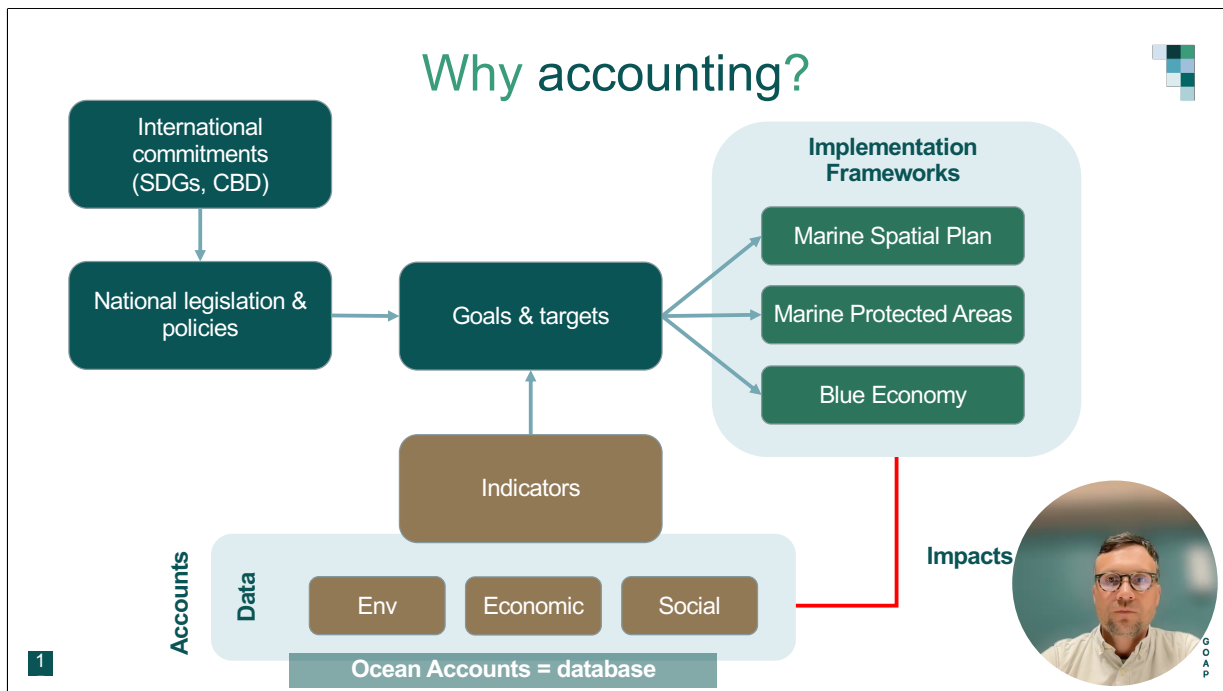 Why accounting?
International
commitments
(SDGs, CBD)
National legislation &
policies
Goals & targets
Implementation
Frameworks
Marine Spatial Plan
Marine Protected Areas
Blue Economy
Indicators
Accounts
Data
Env
Economic
Social
Impacts
Ocean Accounts = database
1
GOAP